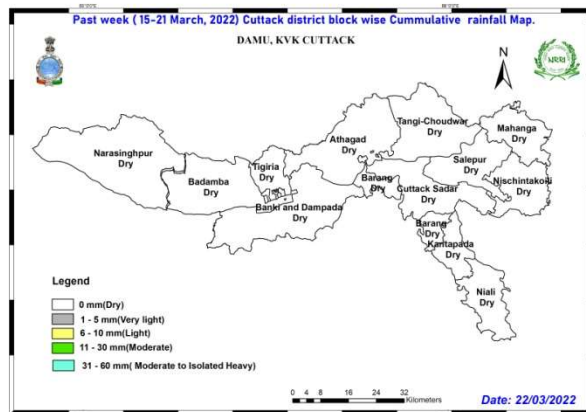 Past week ( 15-21 March, 2022) Cuttack district block wise Cummulative rainfall Map.
DAMU, KVK CUTTACK
N
NRRI
Tangi-Choudwar
Dry
Mahanga
Dry
Narasinghpur
Dry
Athagad
Dry
Salepur
Dry
Tigiria
Dry
Badamba
Dry
Barang
Dry
Nischintakoili
Dry
Cuttack Sadar
Dry
Banki and Dampada
Dry
Barang
Dry
Kantapada
Dry
Niali
Dry
Legend
0 mm(Dry)
1 - 5 mm(Very light)
6 - 10 mm(Light)
11 - 30 mm(Moderate)
31 - 60 mm( Moderate to Isolated Heavy)
0 4 8 16 24 32
Kilometers
Date: 22/03/2022